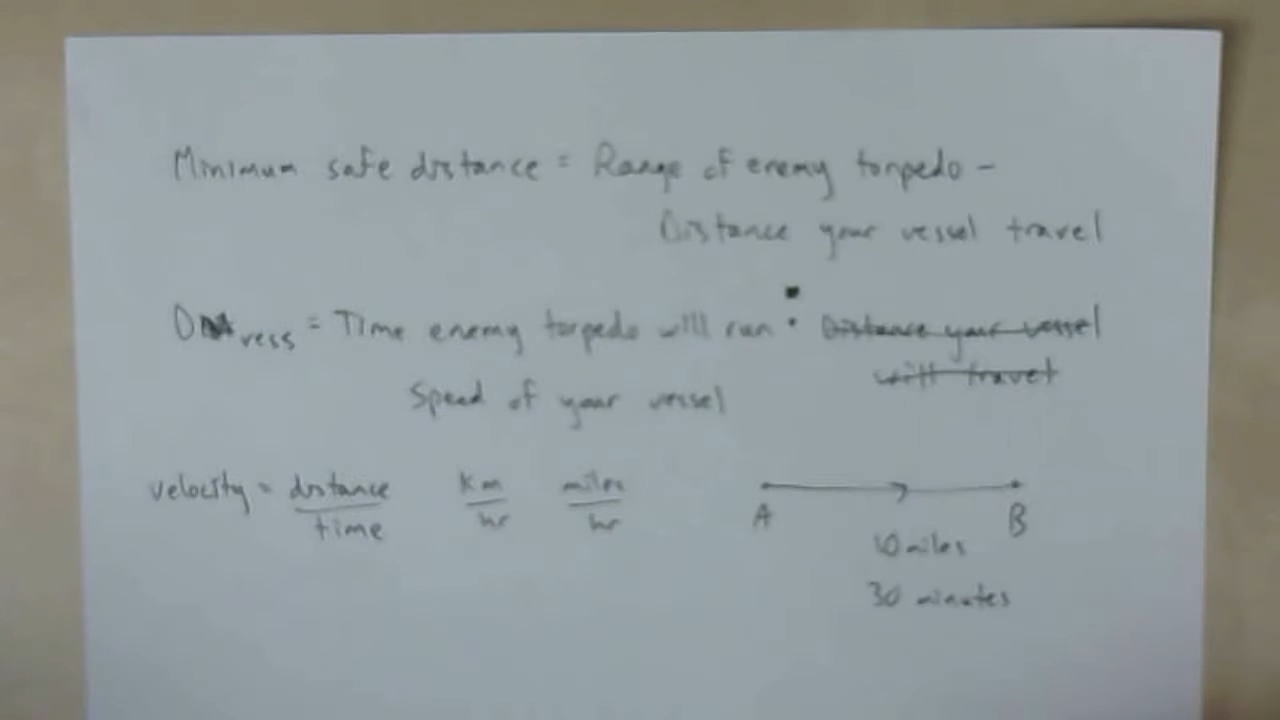 Minimum safe distance = Range of enemy torpedo -
Distance your vessel travel
vess = Time enemy torpedo will run · Distance your vessel
will travel
Speed of your vessel
velocity = distance km miles
time hr hr
A B
10 miles
30 minutes